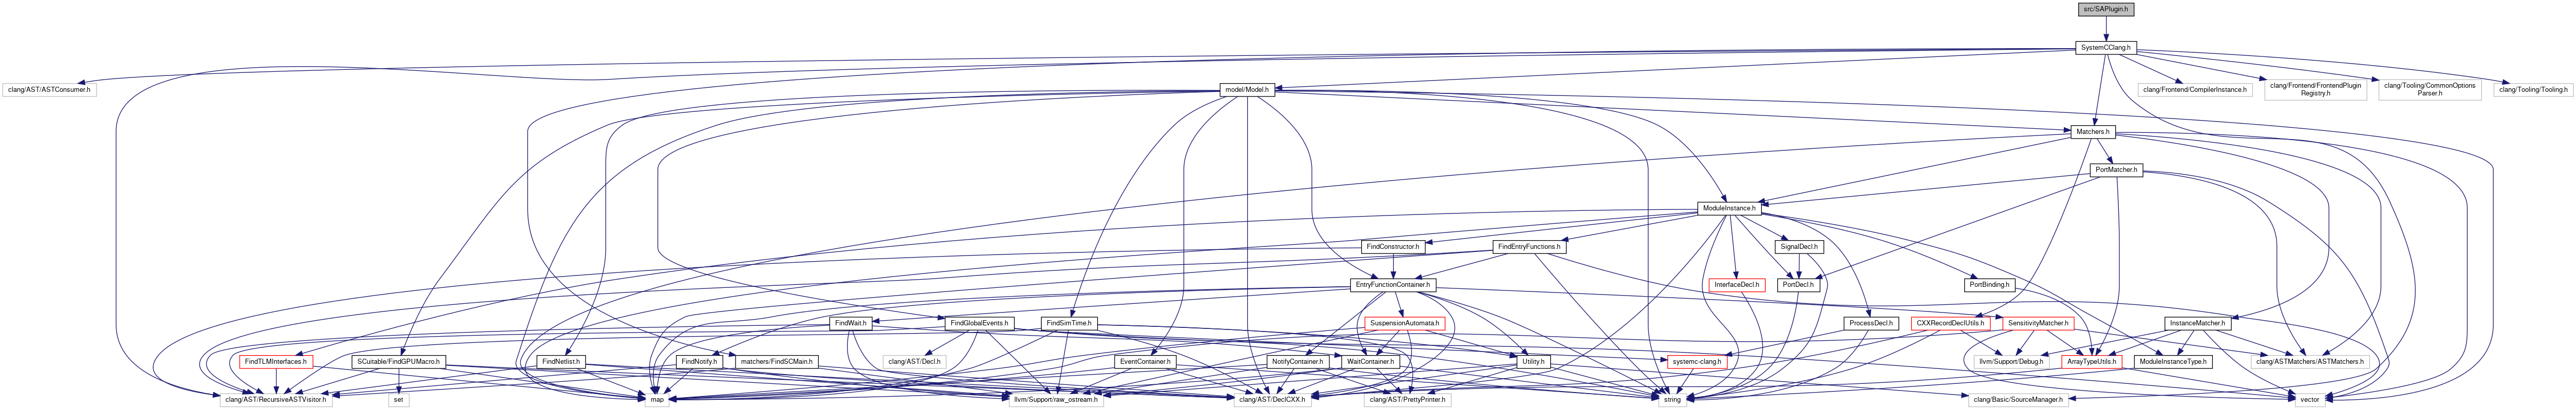 src/SAPlugin.h
SystemCClang.h
clang/AST/ASTConsumer.h
model/Model.h
clang/Frontend/CompilerInstance.h
clang/Frontend/FrontendPlugin
Registry.h
clang/Tooling/CommonOptions
Parser.h
clang/Tooling/Tooling.h
Matchers.h
PortMatcher.h
ModuleInstance.h
FindConstructor.h
FindEntryFunctions.h
SignalDecl.h
EntryFunctionContainer.h
InterfaceDecl.h
PortDecl.h
PortBinding.h
FindWait.h
FindGlobalEvents.h
FindSimTime.h
SuspensionAutomata.h
ProcessDecl.h
CXXRecordDeclUtils.h
SensitivityMatcher.h
InstanceMatcher.h
FindTLMInterfaces.h
SCuitable/FindGPUMacro.h
FindNetlist.h
FindNotify.h
matchers/FindSCMain.h
clang/AST/Decl.h
EventContainer.h
NotifyContainer.h
WaitContainer.h
Utility.h
systemc-clang.h
llvm/Support/Debug.h
ArrayTypeUtils.h
ModuleInstanceType.h
clang/ASTMatchers/ASTMatchers.h
clang/AST/RecursiveASTVisitor.h
set
map
llvm/Support/raw_ostream.h
clang/AST/DeclCXX.h
clang/AST/PrettyPrinter.h
string
clang/Basic/SourceManager.h
vector